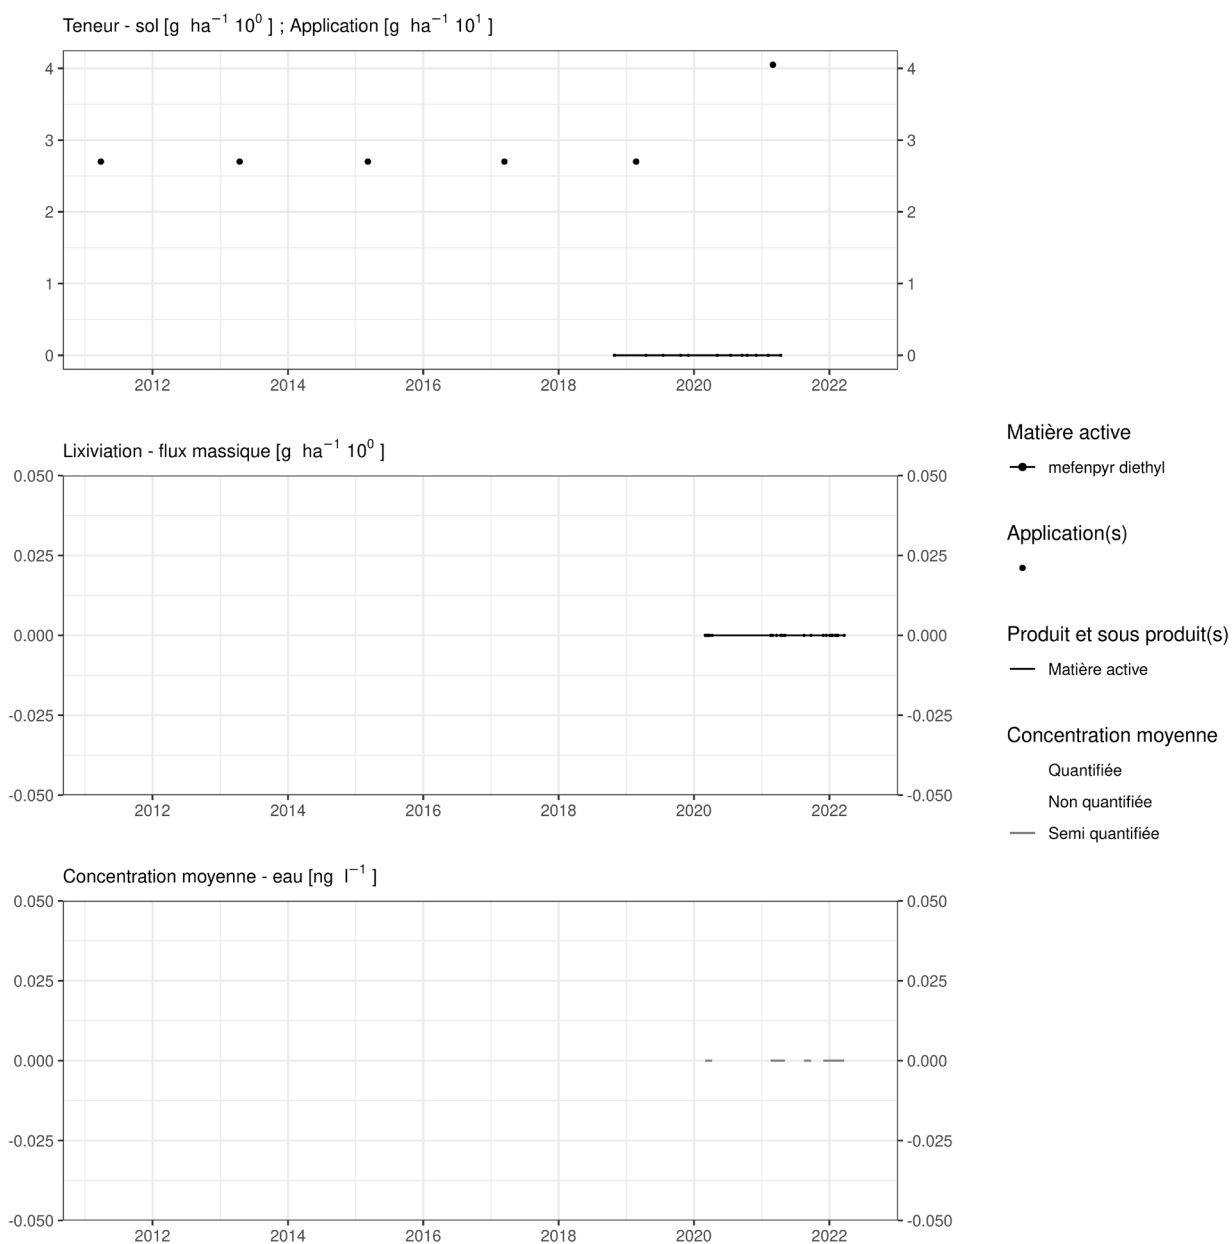 Teneur - sol [g ha⁻¹ 10⁰ ] ; Application [g ha⁻¹ 10¹ ]
4 4
3 3
2 2
1 1
0 0
2012 2014 2016 2018 2020 2022
Lixiviation - flux massique [g ha⁻¹ 10⁰ ]
0.050 0.050
0.025 0.025
0.000 0.000
-0.025 -0.025
-0.050 -0.050
2012 2014 2016 2018 2020 2022
Concentration moyenne - eau [ng l⁻¹ ]
0.050 0.050
0.025 0.025
0.000 0.000
-0.025 -0.025
-0.050 -0.050
2012 2014 2016 2018 2020 2022
Matière active
mefenpyr diethyl
Application(s)
Produit et sous produit(s)
Matière active
Concentration moyenne
Quantifiée
Non quantifiée
Semi quantifiée